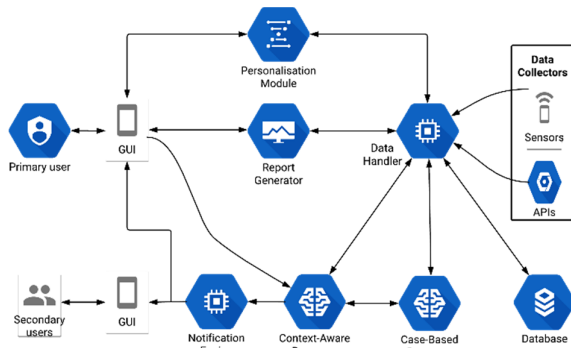 Personalisation
Module
Data
Collectors
Sensors
APIs
Primary user
GUI
Report
Generator
Data
Handler
Secondary
users
GUI
Notification
Context-Aware
Case-Based
Database